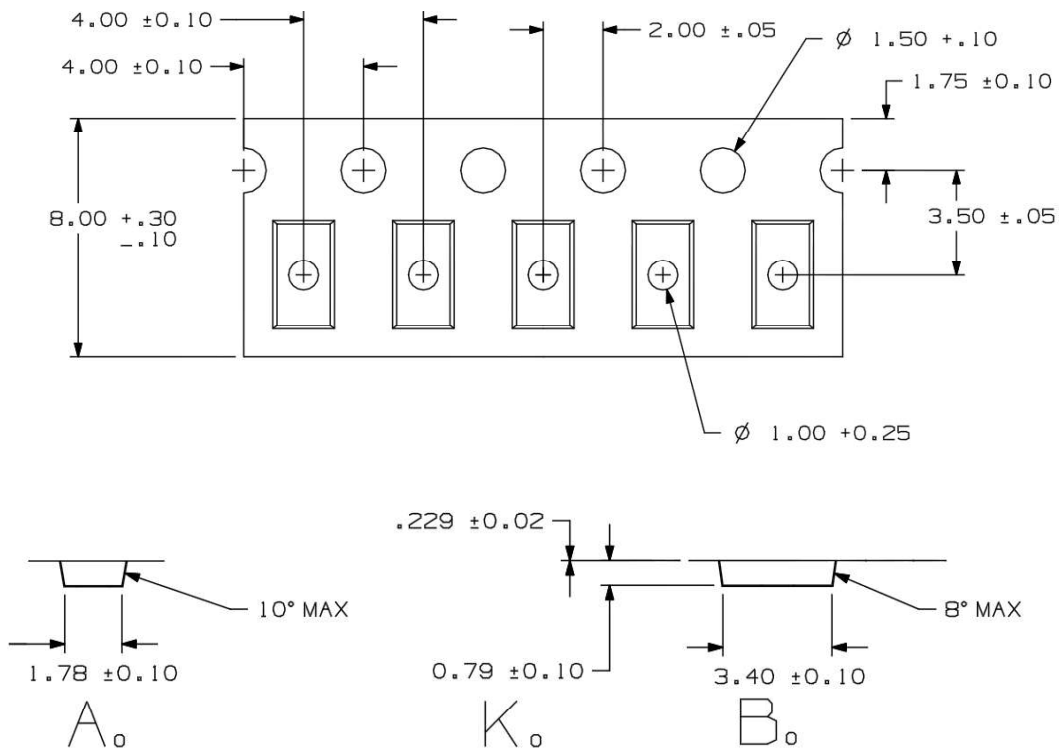 4.00 ±0.10
2.00 ±.05
Ø 1.50 +.10
4.00 ±0.10
1.75 ±0.10
8.00 +.30
-.10
3.50 ±.05
Ø 1.00 +0.25
.229 ±0.02
10° MAX
8° MAX
1.78 ±0.10
0.79 ±0.10
3.40 ±0.10
A₀
K₀
B₀